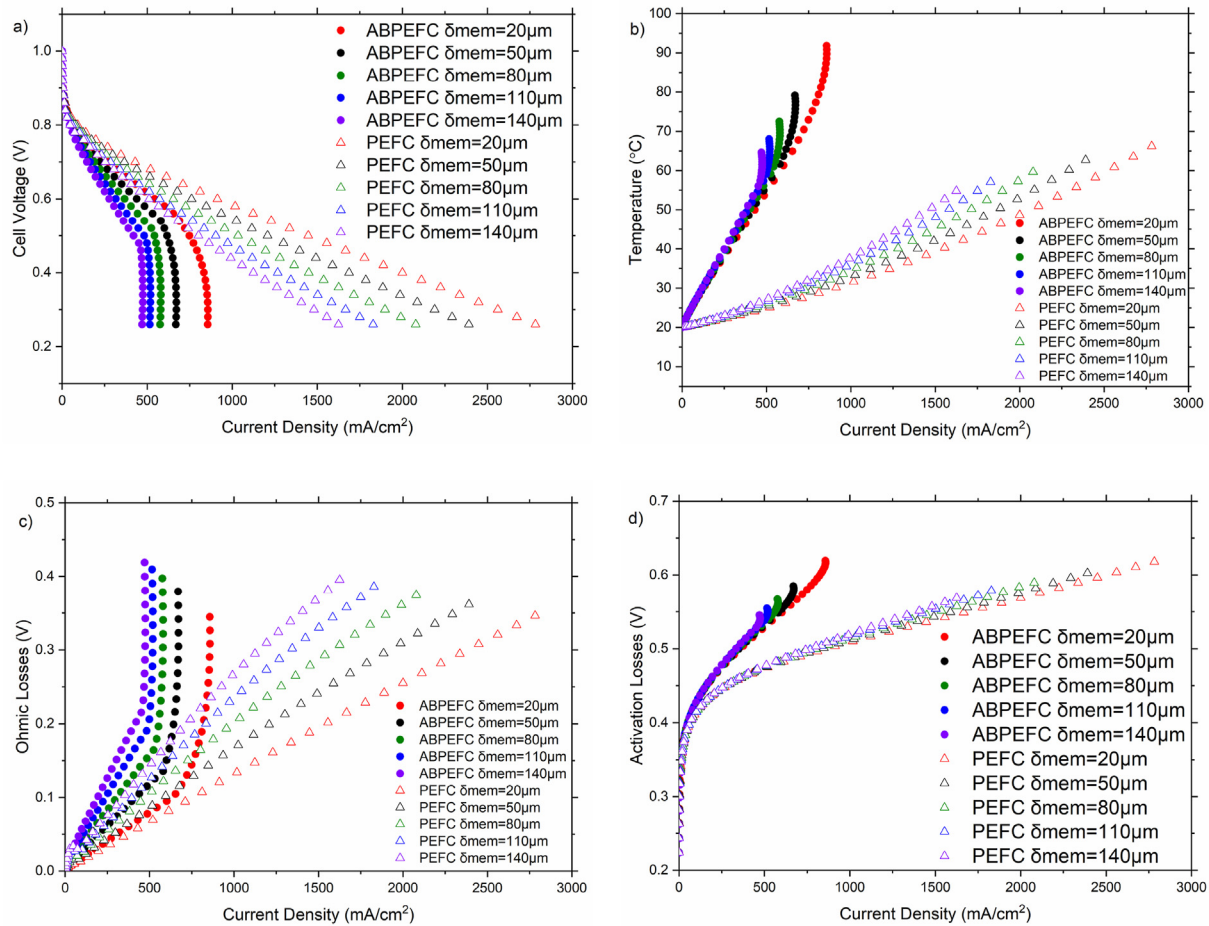 a)
Cell Voltage (V)
1.0
0.8
0.6
0.4
0.2
0
500
1000
1500
2000
2500
3000
Current Density (mA/cm²)
ABPEFC δmem=20µm
ABPEFC δmem=50µm
ABPEFC δmem=80µm
ABPEFC δmem=110µm
ABPEFC δmem=140µm
PEFC δmem=20µm
PEFC δmem=50µm
PEFC δmem=80µm
PEFC δmem=110µm
PEFC δmem=140µm
b)
Temperature (°C)
100
90
80
70
60
50
40
30
20
10
0
500
1000
1500
2000
2500
3000
Current Density (mA/cm²)
ABPEFC δmem=20µm
ABPEFC δmem=50µm
ABPEFC δmem=80µm
ABPEFC δmem=110µm
ABPEFC δmem=140µm
PEFC δmem=20µm
PEFC δmem=50µm
PEFC δmem=80µm
PEFC δmem=110µm
PEFC δmem=140µm
c)
Ohmic Losses (V)
0.5
0.4
0.3
0.2
0.1
0.0
0
500
1000
1500
2000
2500
3000
Current Density (mA/cm²)
ABPEFC δmem=20µm
ABPEFC δmem=50µm
ABPEFC δmem=80µm
ABPEFC δmem=110µm
ABPEFC δmem=140µm
PEFC δmem=20µm
PEFC δmem=50µm
PEFC δmem=80µm
PEFC δmem=110µm
PEFC δmem=140µm
d)
Activation Losses (V)
0.7
0.6
0.5
0.4
0.3
0.2
0
500
1000
1500
2000
2500
3000
Current Density (mA/cm²)
ABPEFC δmem=20µm
ABPEFC δmem=50µm
ABPEFC δmem=80µm
ABPEFC δmem=110µm
ABPEFC δmem=140µm
PEFC δmem=20µm
PEFC δmem=50µm
PEFC δmem=80µm
PEFC δmem=110µm
PEFC δmem=140µm